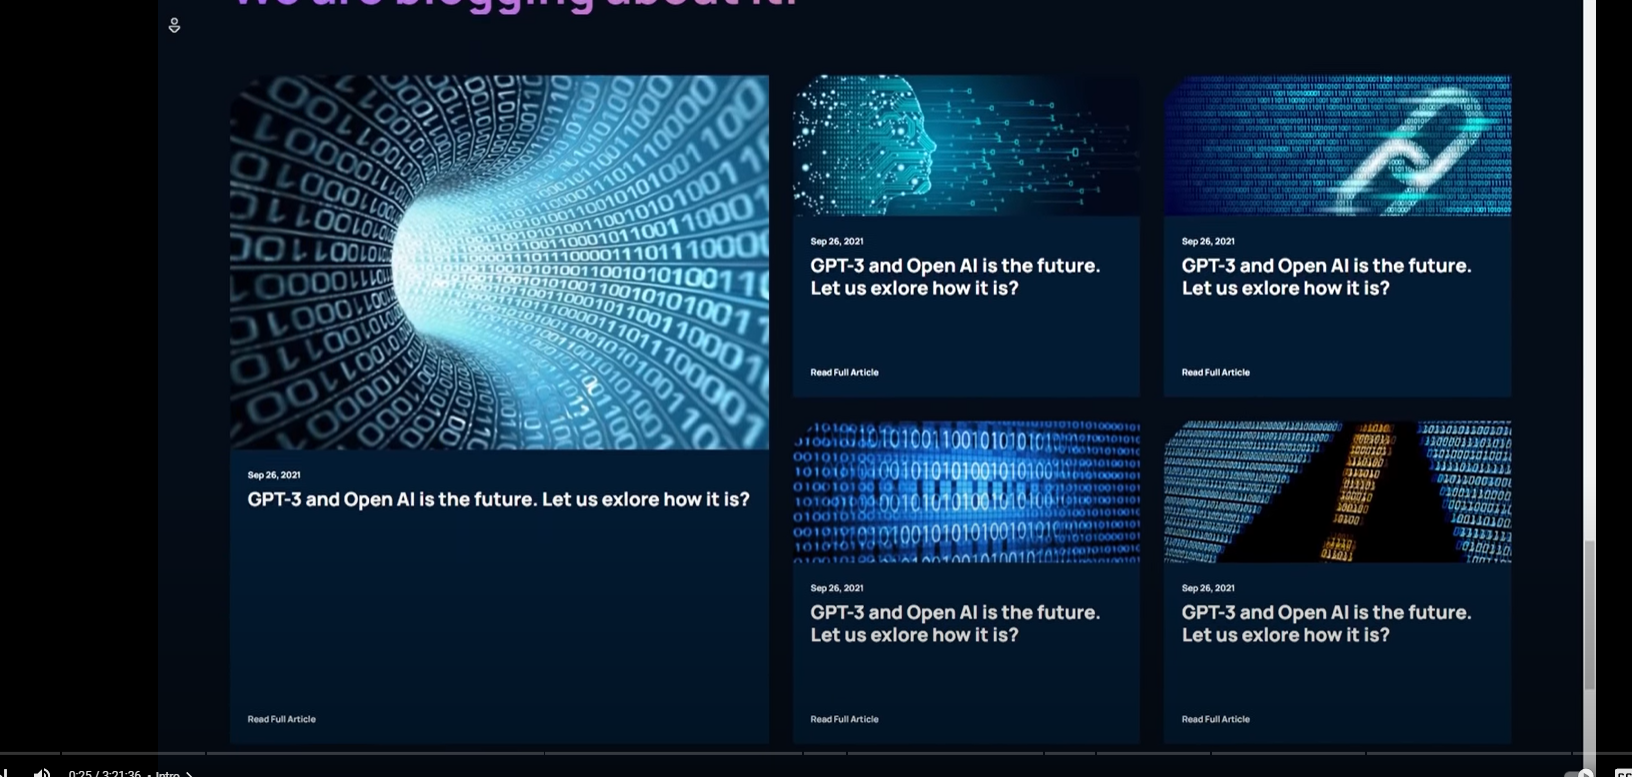 We are blogging about it.
Sep 26, 2021
GPT-3 and Open AI is the future. Let us exlore how it is?
Read Full Article
Sep 26, 2021
GPT-3 and Open AI is the future.
Let us exlore how it is?
Read Full Article
Sep 26, 2021
GPT-3 and Open AI is the future.
Let us exlore how it is?
Read Full Article
Sep 26, 2021
GPT-3 and Open AI is the future.
Let us exlore how it is?
Read Full Article
Sep 26, 2021
GPT-3 and Open AI is the future.
Let us exlore how it is?
Read Full Article
0:25 / 3:21:36 • Intro